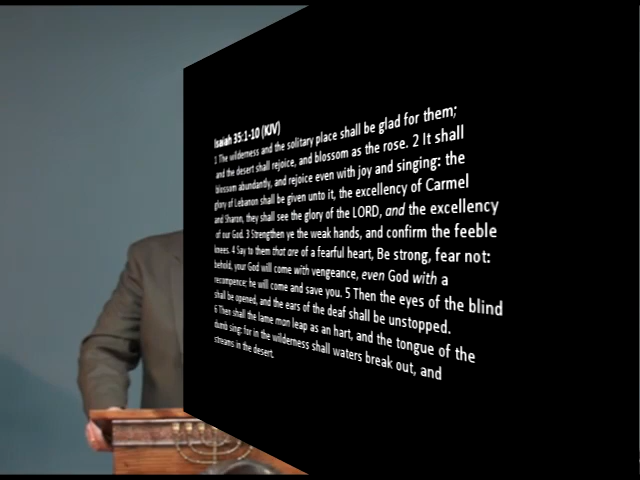 Isaiah 35:1-10 (KJV)
1 The wilderness and the solitary place shall be glad for them;
and the desert shall rejoice, and blossom as the rose. 2 It shall
blossom abundantly, and rejoice even with joy and singing: the
glory of Lebanon shall be given unto it, the excellency of Carmel
and Sharon, they shall see the glory of the LORD, and the excellency
of our God. 3 Strengthen ye the weak hands, and confirm the feeble
knees. 4 Say to them that are of a fearful heart, Be strong, fear not:
behold, your God will come with vengeance, even God with a
recompence; he will come and save you. 5 Then the eyes of the blind
shall be opened, and the ears of the deaf shall be unstopped.
6 Then shall the lame man leap as an hart, and the tongue of the
dumb sing: for in the wilderness shall waters break out, and
streams in the desert.